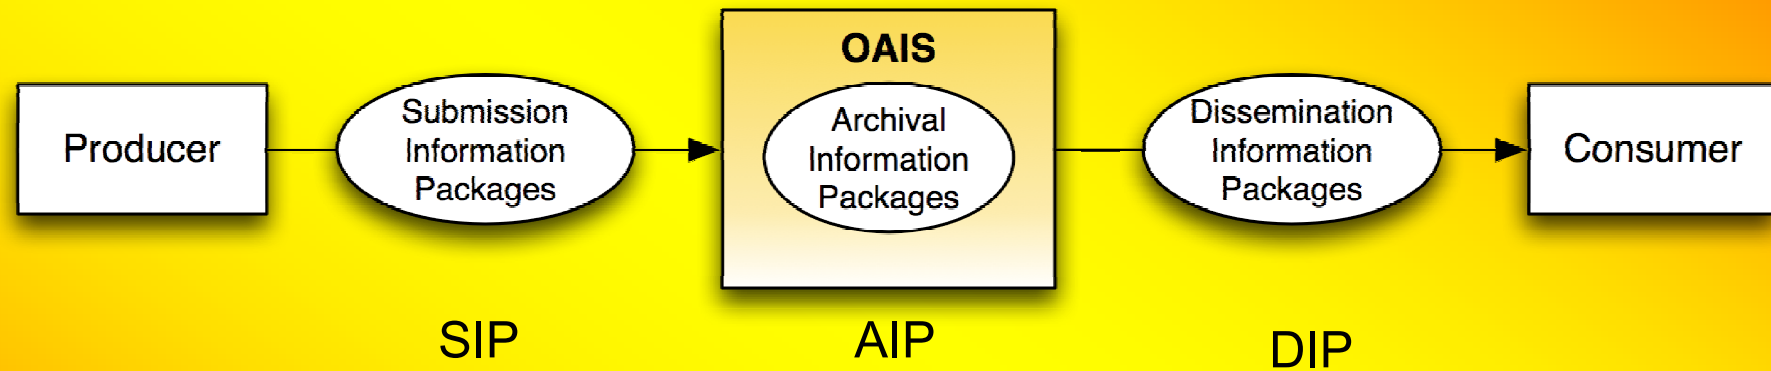 Producer
Submission
Information
Packages
OAIS
Archival
Information
Packages
Dissemination
Information
Packages
Consumer
SIP
AIP
DIP